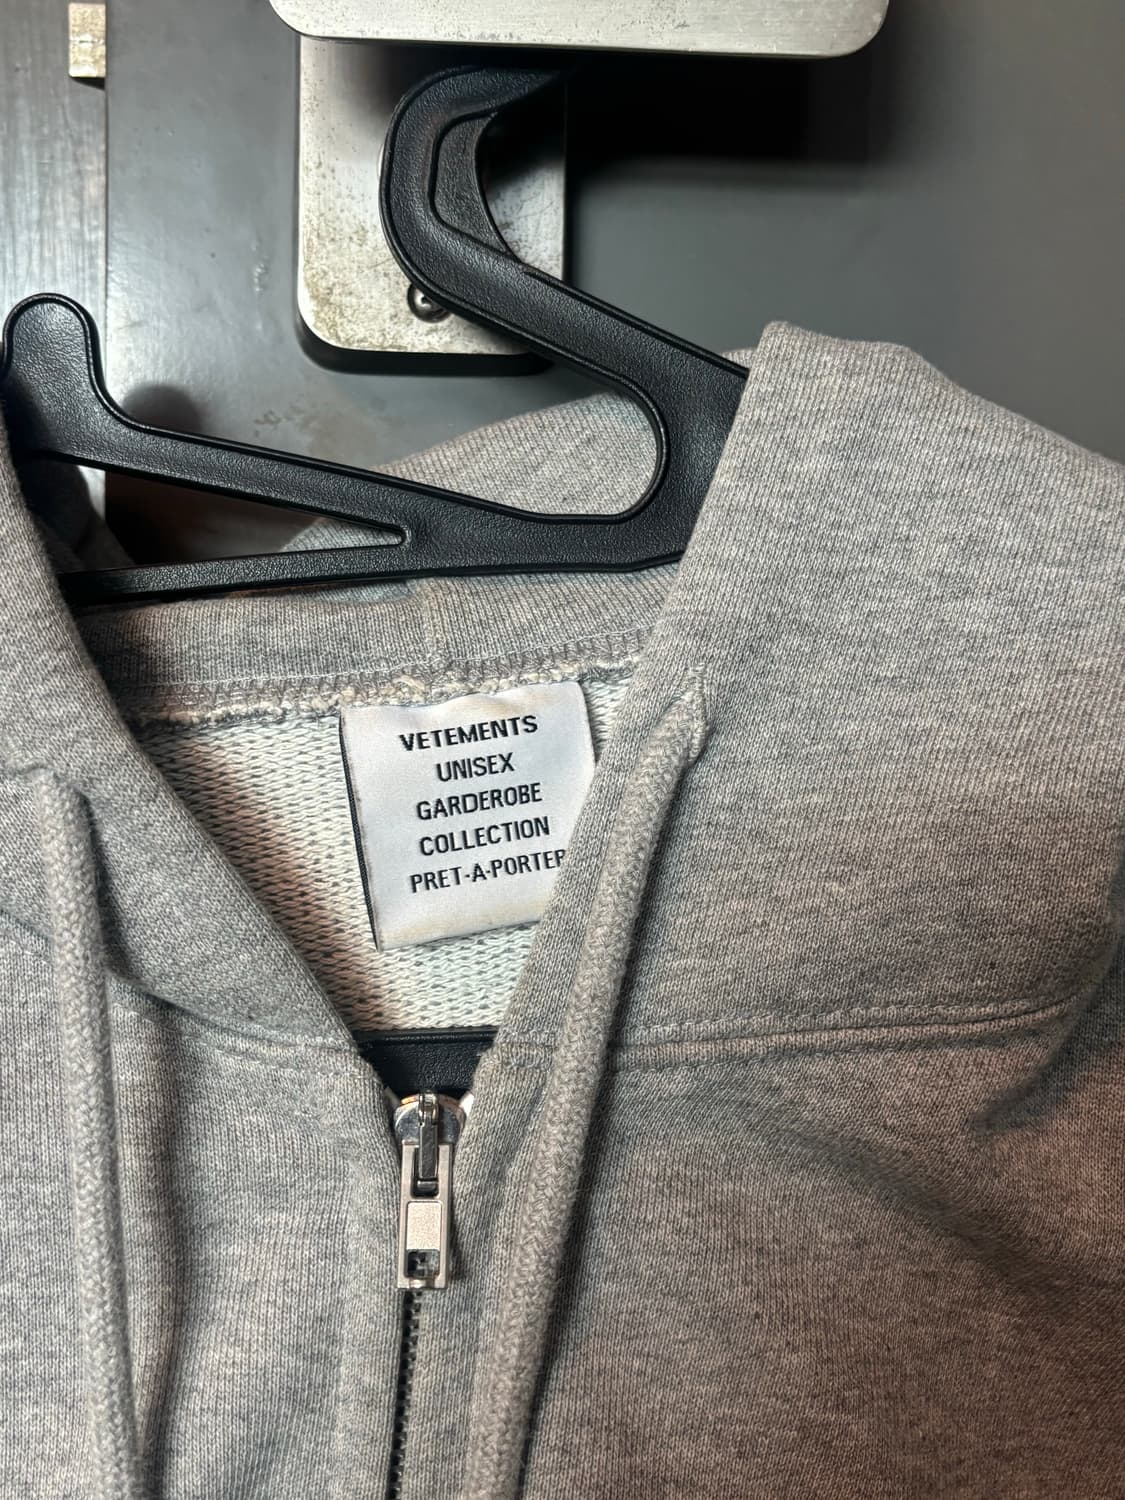 VETEMENTS
UNISEX
GARDEROBE
COLLECTION
PRET-A-PORTER